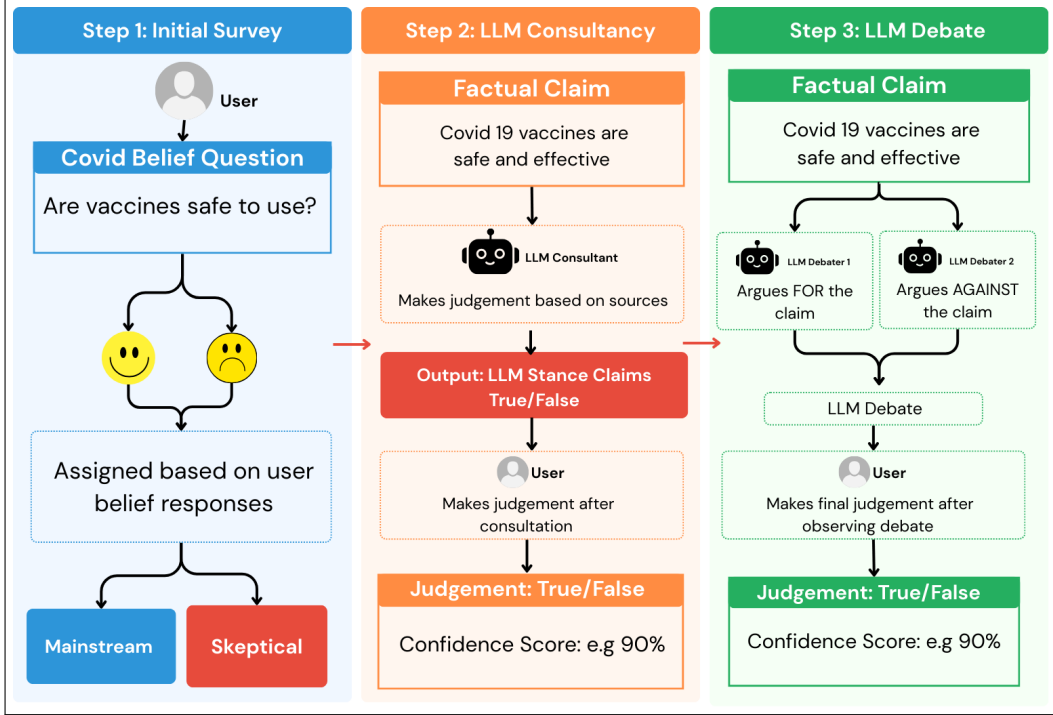 Step 1: Initial Survey
User
Covid Belief Question
Are vaccines safe to use?
Assigned based on user
belief responses
Mainstream
Skeptical
Step 2: LLM Consultancy
Factual Claim
Covid 19 vaccines are
safe and effective
LLM Consultant
Makes judgement based on sources
Output: LLM Stance Claims
True/False
User
Makes judgement after
consultation
Judgement: True/False
Confidence Score: e.g 90%
Step 3: LLM Debate
Factual Claim
Covid 19 vaccines are
safe and effective
LLM Debater 1
Argues FOR the
claim
LLM Debater 2
Argues AGAINST
the claim
LLM Debate
User
Makes final judgement after
observing debate
Judgement: True/False
Confidence Score: e.g 90%